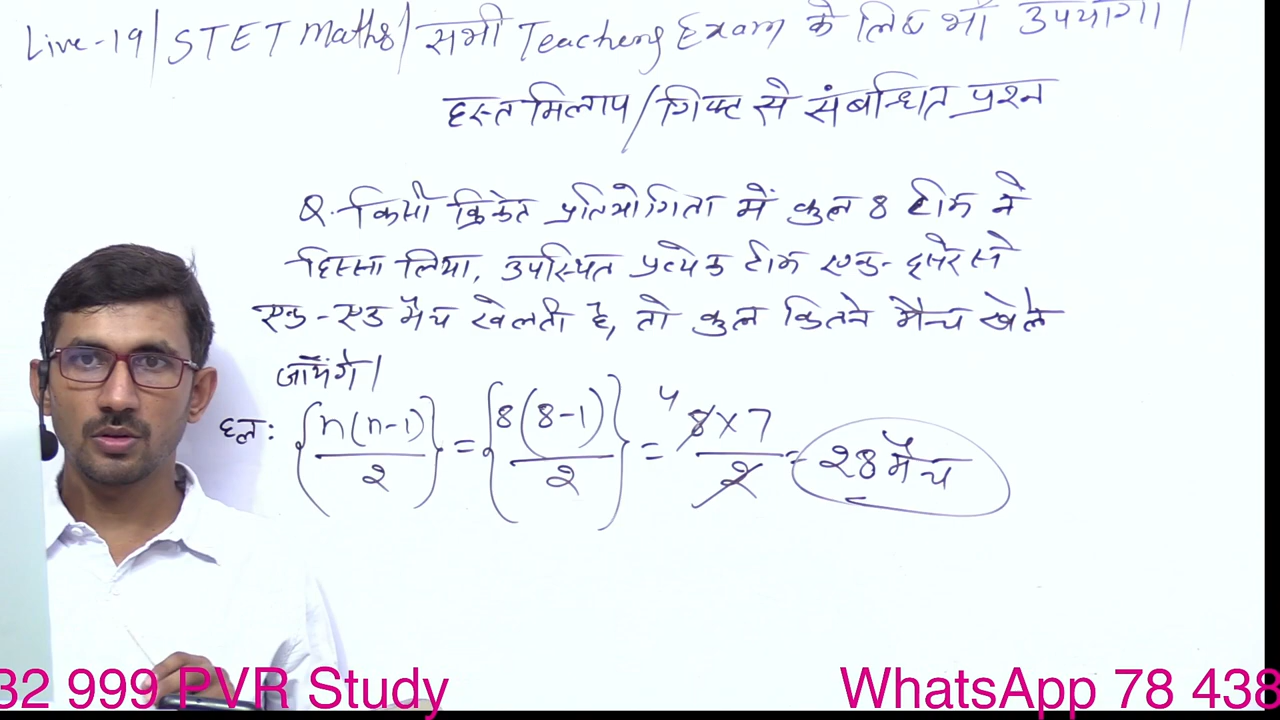 Live-19/STET Maths/सभी Teaching Exam के लिए भी उपयोगी।
हस्त मिलाप/गिफ्ट से संबन्धित प्रश्न
Q. किसी क्रिकेट प्रतियोगिता में कुल 8 टीम ने
हिस्सा लिया, उपस्थित प्रत्येक टीम एक-दूसरे से
एक-एक मैच खेलती है, तो कुल कितने मैच खेले
जायेंगे।
हल: {n(n-1)/2} = {8(8-1)/2} = 4 8×7/2 = 28 मैच
32 999 PVR Study WhatsApp 78 438